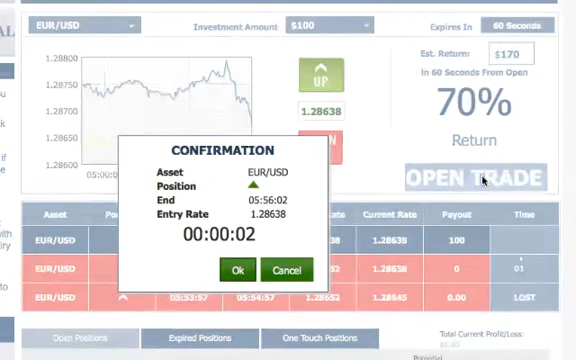 EUR/USD
Investment Amount $100
Expires In 60 Seconds
Est. Return: $170
In 60 Seconds From Open
70%
Return
OPEN TRADE
UP
1.28638
1.28800
1.28750
1.28700
1.28650
1.28600
CONFIRMATION
Asset EUR/USD
Position
End 05:56:02
Entry Rate 1.28638
00:00:02
Ok Cancel
Asset Rate Current Rate Payout Time
EUR/USD 1.28638 100
EUR/USD 0 01
EUR/USD 05:53:57 05:54:57 1.28652 1.28645 0.00 LOST
Open Positions Expired Positions One Touch Positions
Total Current Profit/Loss:
Potential